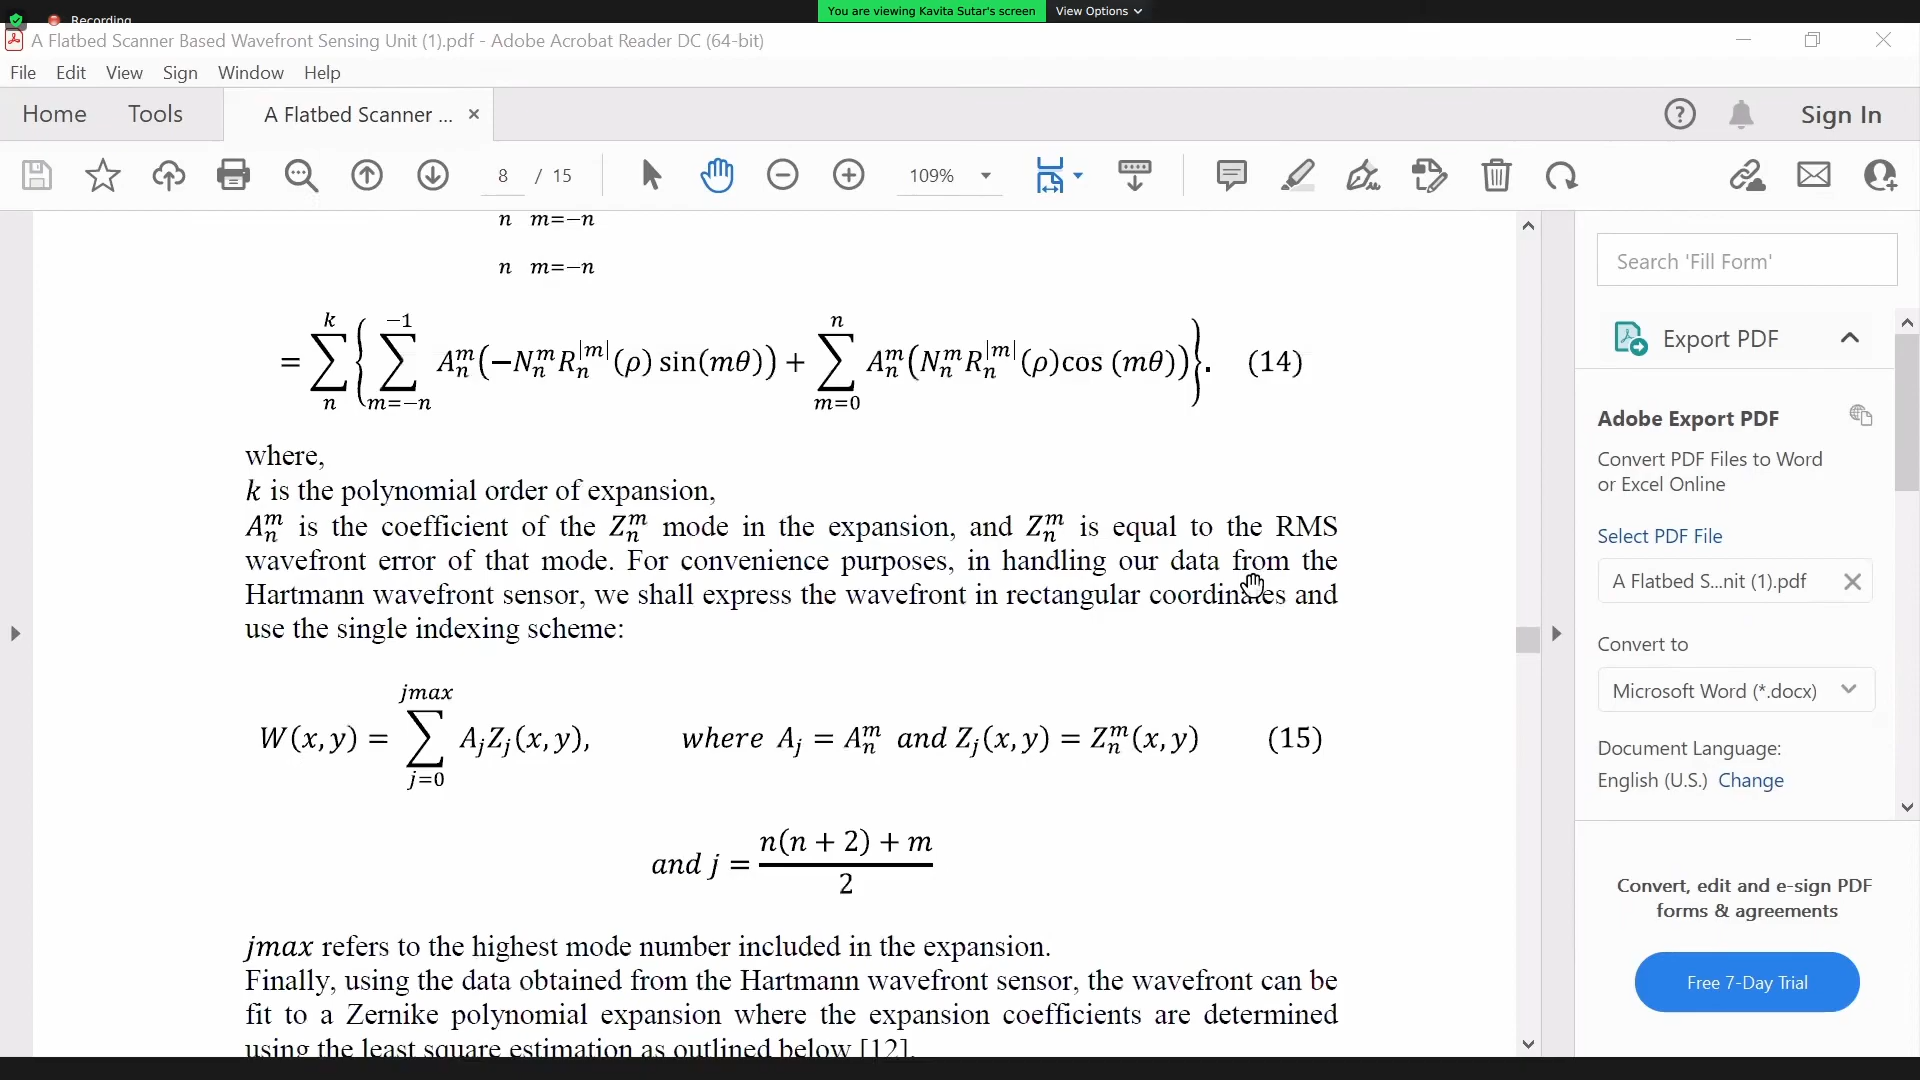 Recording
You are viewing Kavita Sutar's screen View Options
A Flatbed Scanner Based Wavefront Sensing Unit (1).pdf - Adobe Acrobat Reader DC (64-bit)
File Edit View Sign Window Help
Home Tools A Flatbed Scanner ... × Sign In
8 / 15 109%
n m=−n
n m=−n
= ∑_{n}^{k} { ∑_{m=−n}^{−1} A_n^m (−N_n^m R_n^{|m|}(ρ) sin(mθ)) + ∑_{m=0}^{n} A_n^m (N_n^m R_n^{|m|}(ρ)cos (mθ)) }. (14)
where,
k is the polynomial order of expansion,
A_n^m is the coefficient of the Z_n^m mode in the expansion, and Z_n^m is equal to the RMS
wavefront error of that mode. For convenience purposes, in handling our data from the
Hartmann wavefront sensor, we shall express the wavefront in rectangular coordinates and
use the single indexing scheme:
W(x, y) = ∑_{j=0}^{jmax} A_j Z_j(x, y), where A_j = A_n^m and Z_j(x, y) = Z_n^m(x, y) (15)
and j = (n(n + 2) + m) / 2
jmax refers to the highest mode number included in the expansion.
Finally, using the data obtained from the Hartmann wavefront sensor, the wavefront can be
fit to a Zernike polynomial expansion where the expansion coefficients are determined
using the least square estimation as outlined below [12].
Search 'Fill Form'
Export PDF
Adobe Export PDF
Convert PDF Files to Word
or Excel Online
Select PDF File
A Flatbed S...nit (1).pdf
Convert to
Microsoft Word (*.docx)
Document Language:
English (U.S.) Change
Convert, edit and e-sign PDF
forms & agreements
Free 7-Day Trial